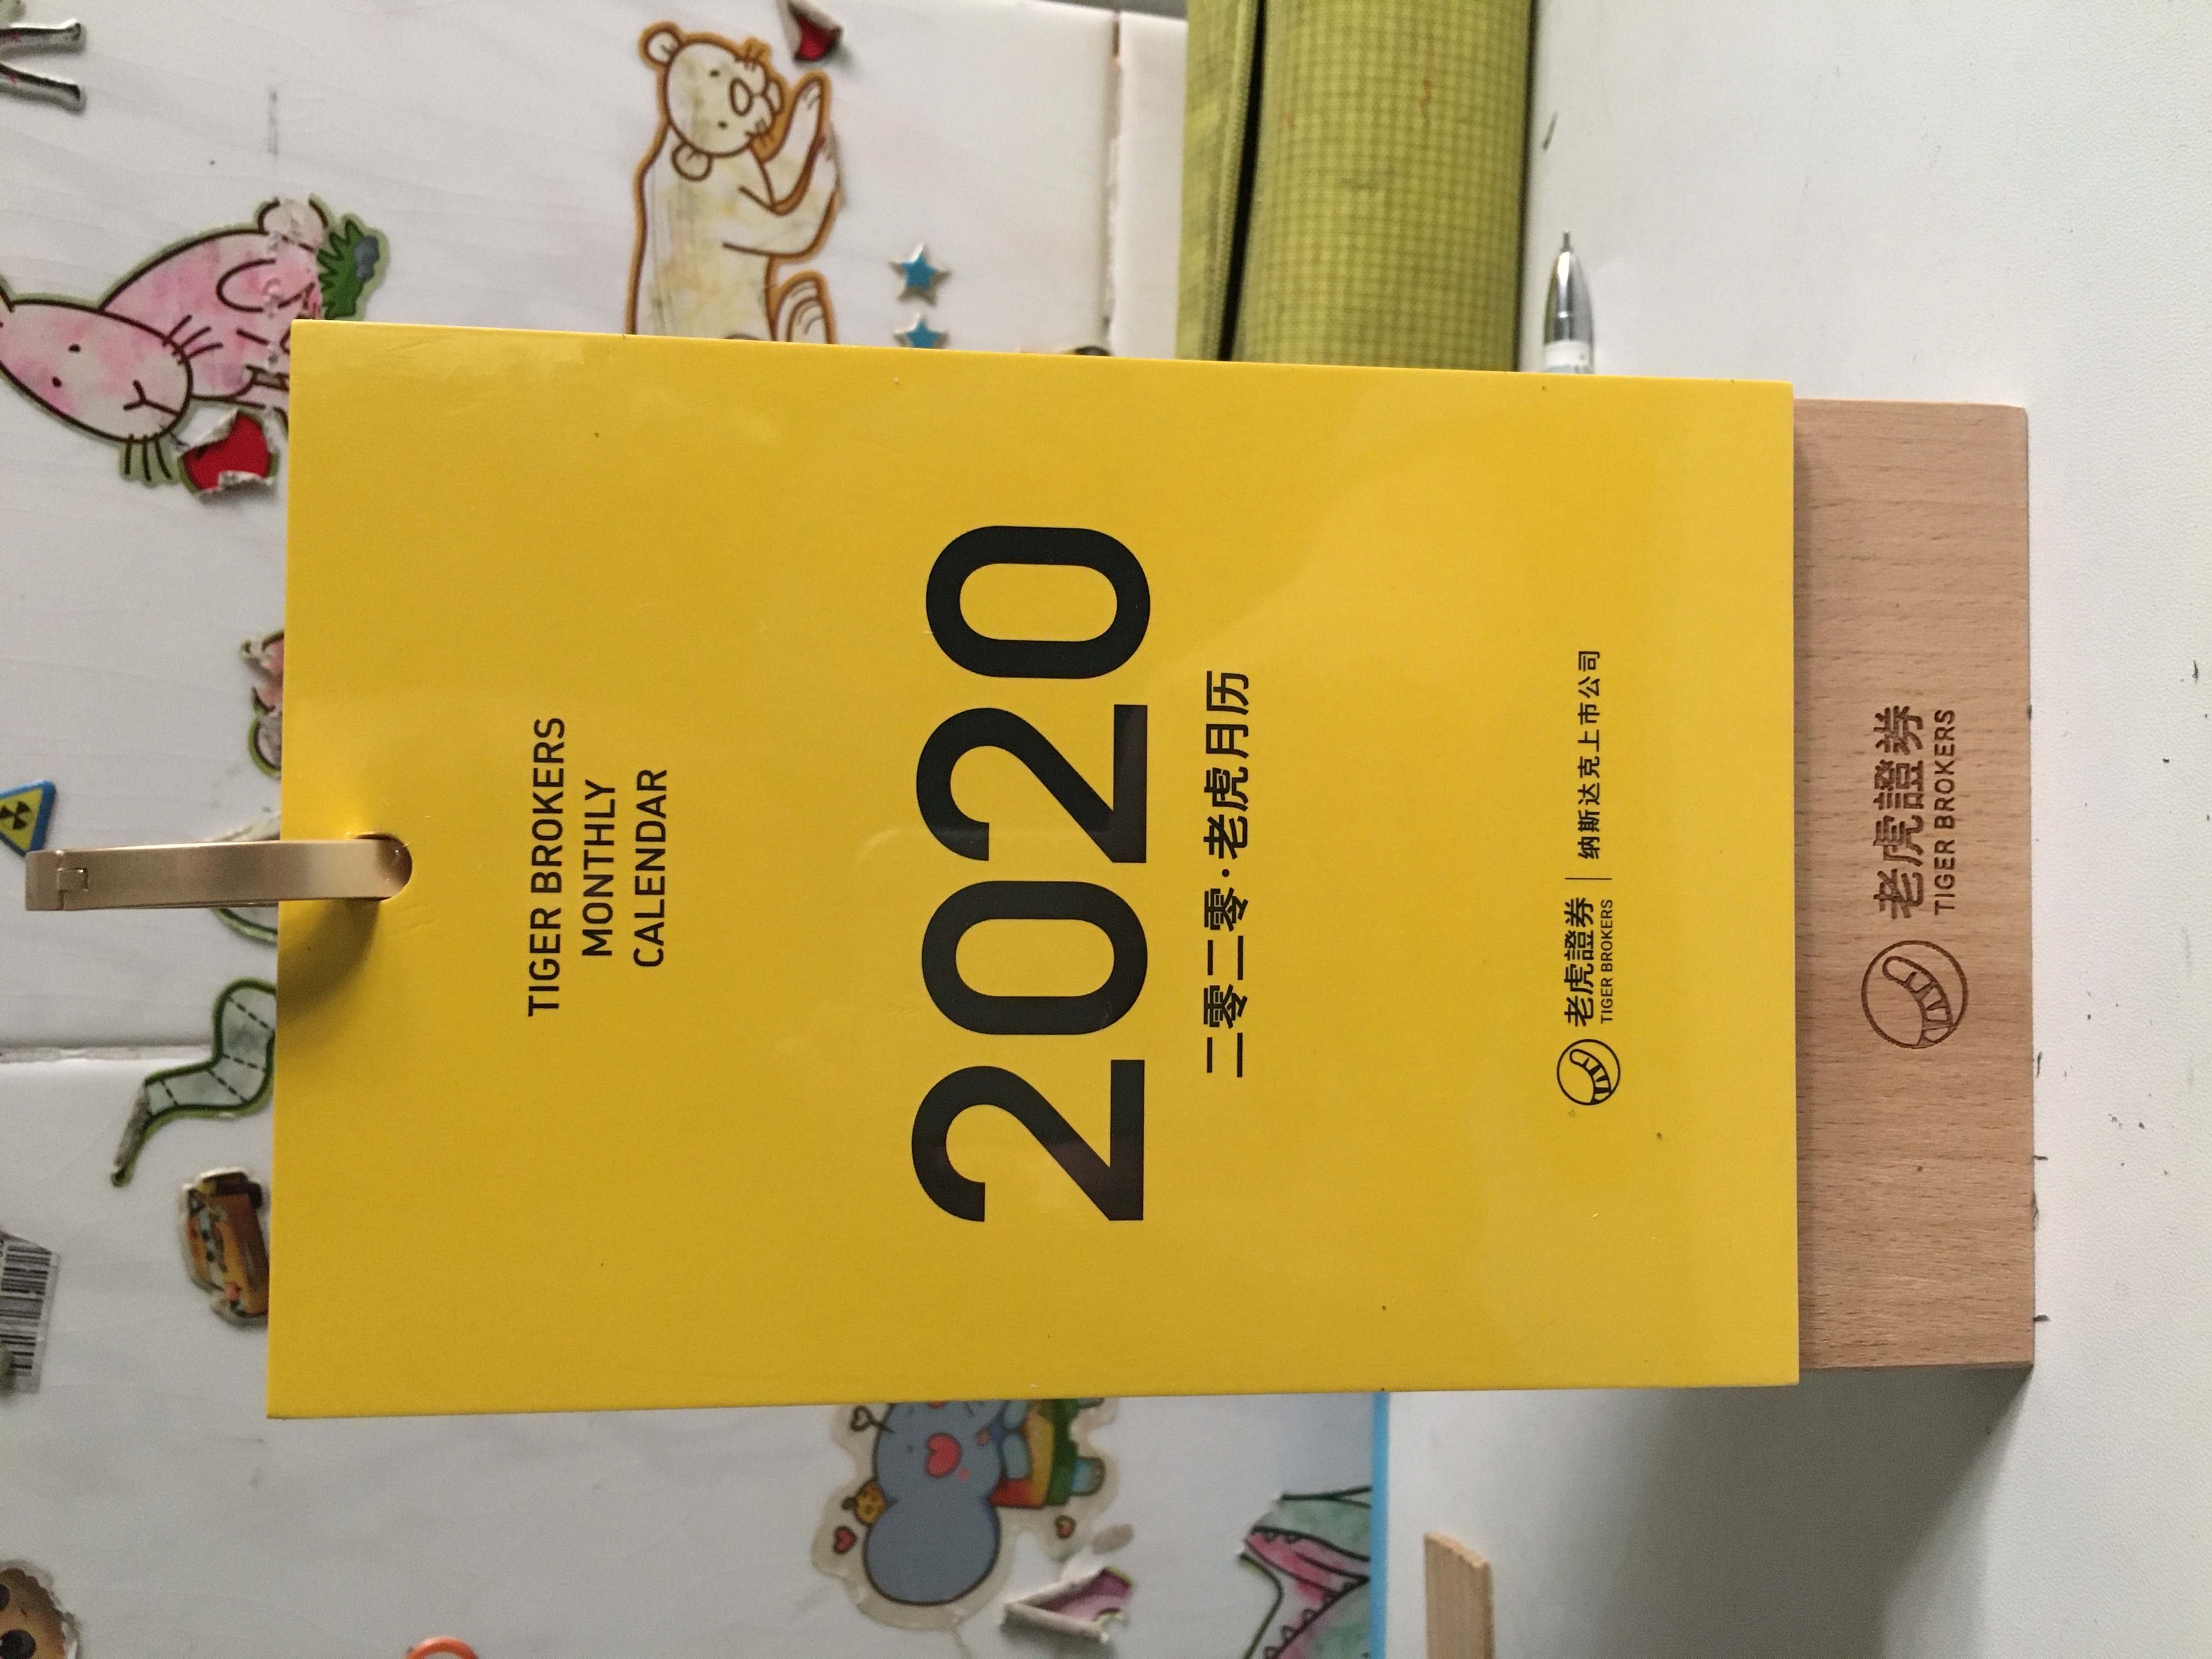 TIGER BROKERS
MONTHLY
CALENDAR
2020
二零二零·老虎月历
老虎證券 | 纳斯达克上市公司
TIGER BROKERS
老虎證券
TIGER BROKERS